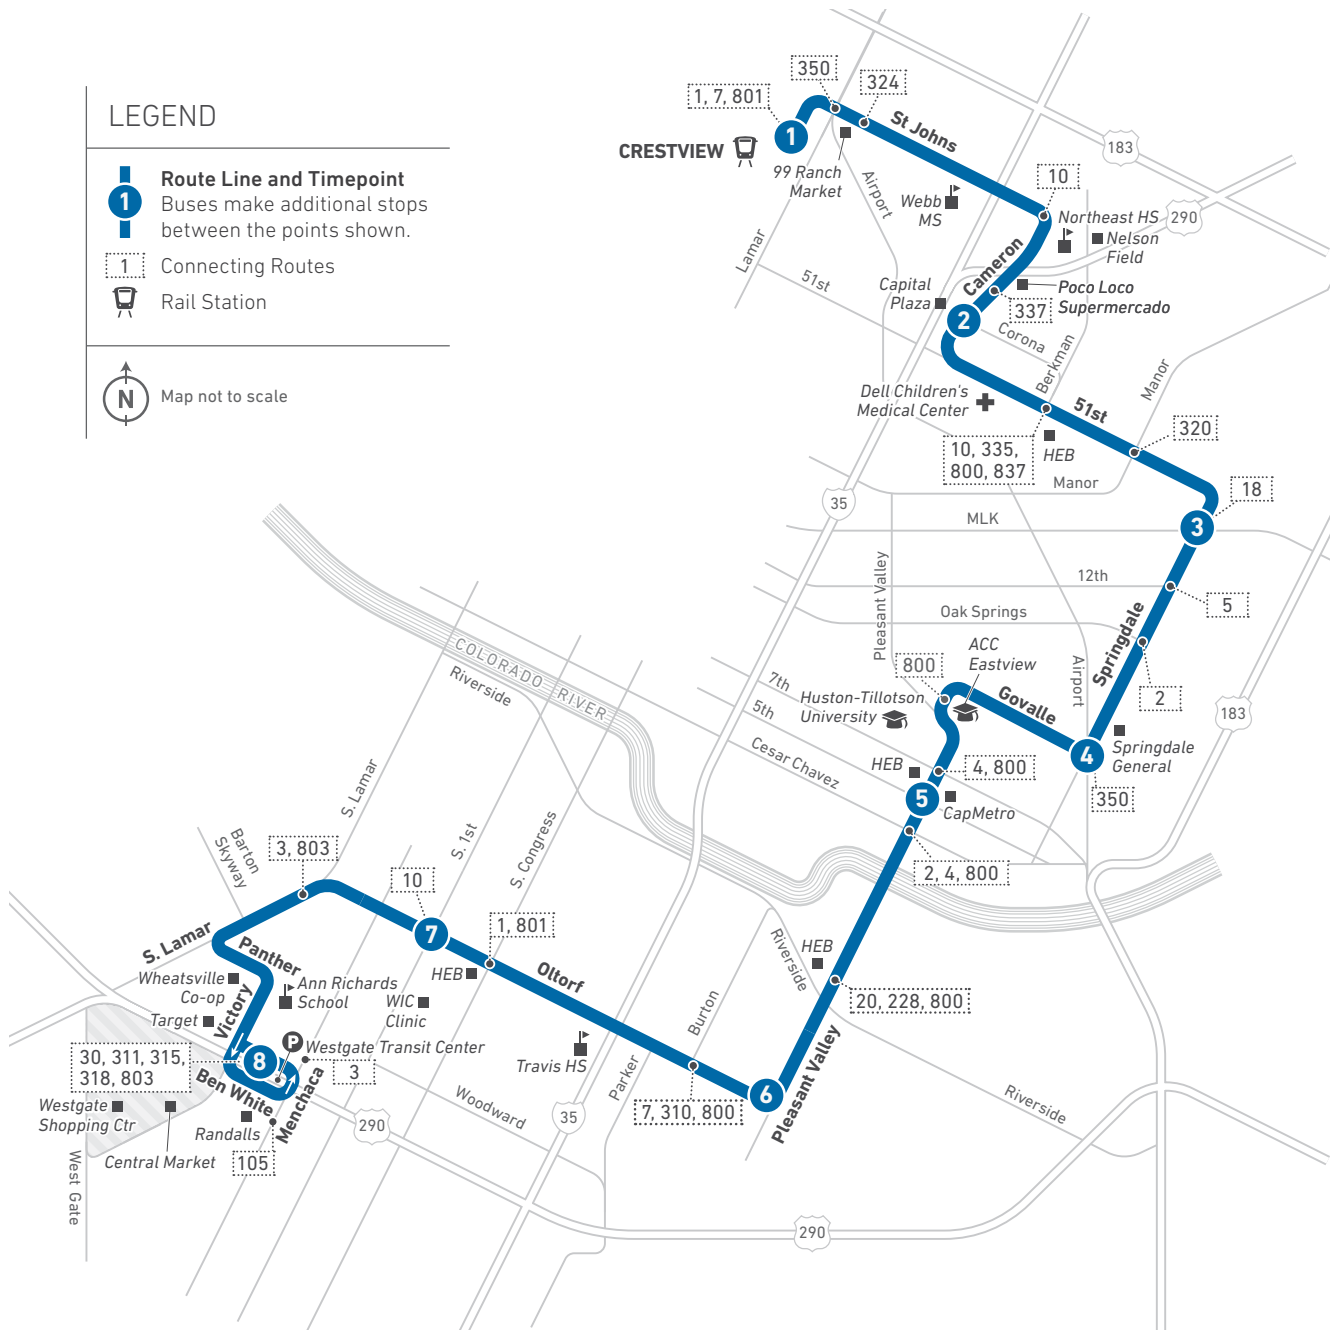 LEGEND
1
Route Line and Timepoint
Buses make additional stops
between the points shown.
1
Connecting Routes
Rail Station
N
Map not to scale
350
324
1, 7, 801
1
CRESTVIEW
St Johns
183
99 Ranch
Market
Airport
Webb
MS
10
Northeast HS
290
Nelson
Field
Lamar
51st
Cameron
Capital
Plaza
Poco Loco
Supermercado
337
2
Corona
Berkman
Manor
Dell Children's
Medical Center
51st
320
10, 335,
800, 837
HEB
Manor
18
35
MLK
3
Pleasant Valley
12th
5
Oak Springs
Springdale
ACC
Eastview
800
Airport
2
7th
Huston-Tillotson
University
Govalle
5th
183
COLORADO RIVER
Riverside
Cesar Chavez
HEB
4, 800
4
Springdale
General
350
5
CapMetro
S. Lamar
S. 1st
S. Congress
Barton
Skyway
3, 803
2, 4, 800
10
7
1, 801
S. Lamar
Panther
HEB
Oltorf
Riverside
HEB
Wheatsville
Co-op
Ann Richards
School
WIC
Clinic
20, 228, 800
Target
Victory
Burton
P
Westgate Transit Center
30, 311, 315,
318, 803
8
3
Travis HS
Parker
Pleasant Valley
Ben White
Menchaca
6
7, 310, 800
Westgate
Shopping Ctr
Randalls
290
Woodward
35
Riverside
Central Market
105
West Gate
290